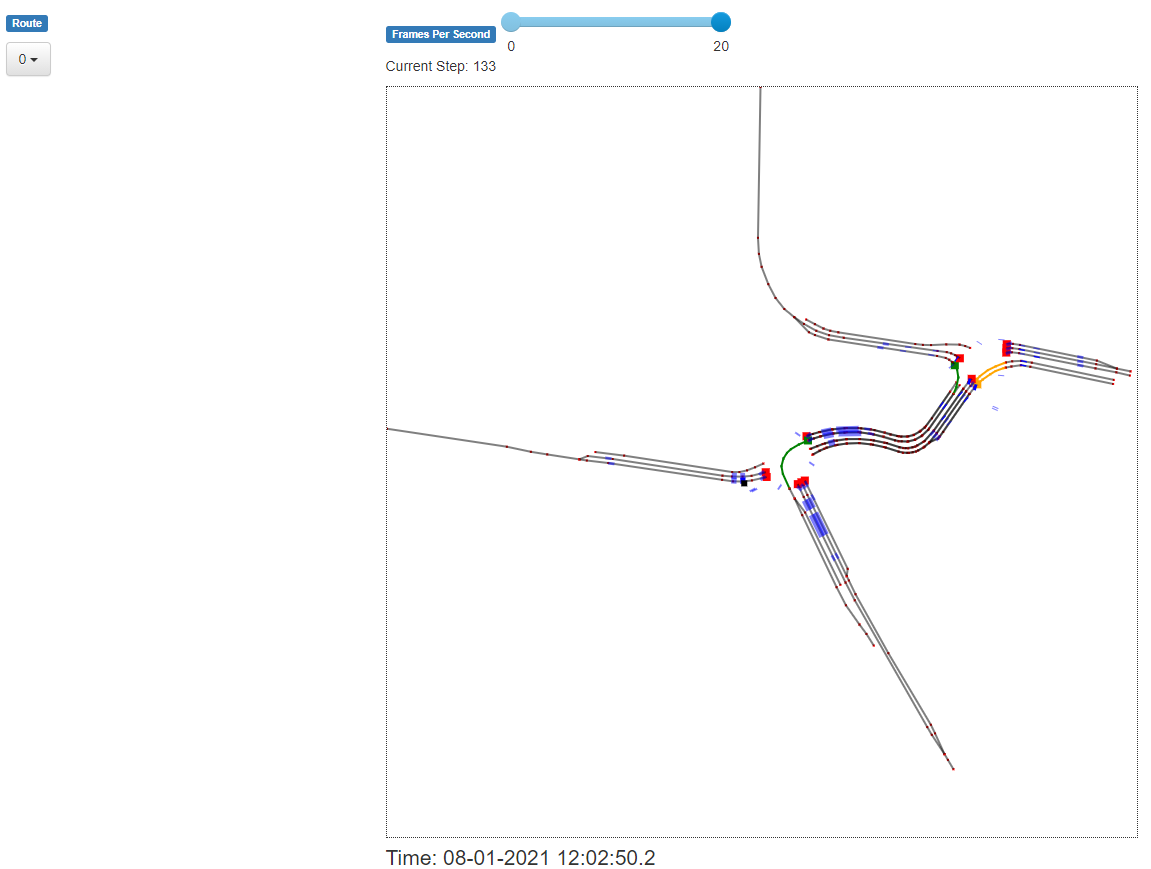 Route
0
Frames Per Second
0 20
Current Step: 133
Time: 08-01-2021 12:02:50.2